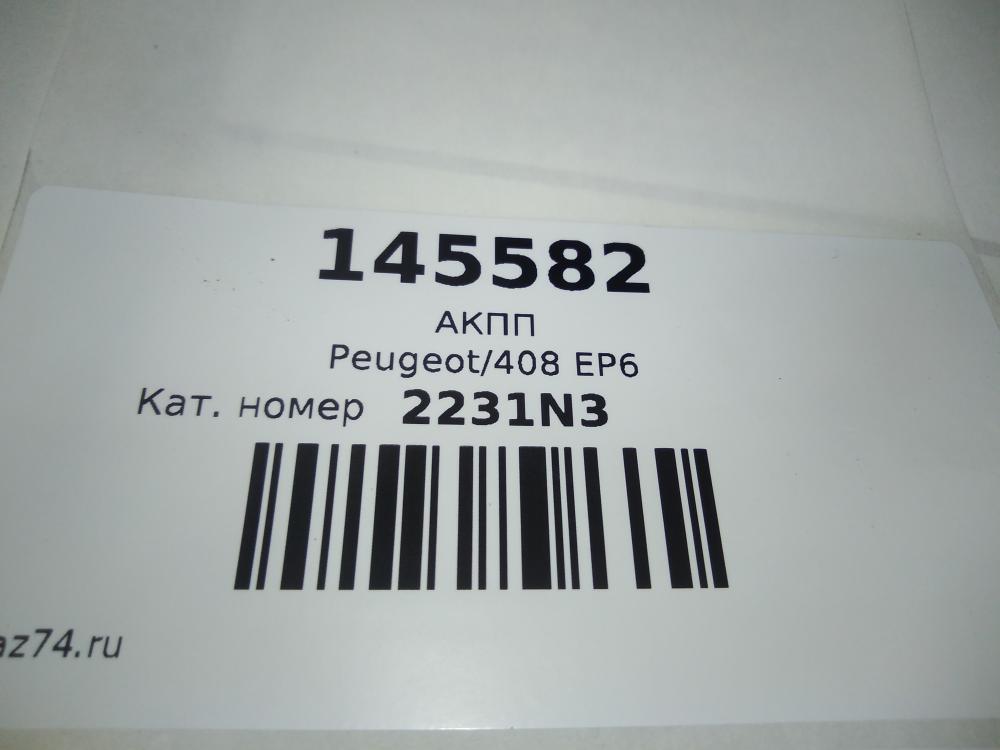 145582
АКПП
Peugeot/408 EP6
Кат. номер 2231N3
az74.ru